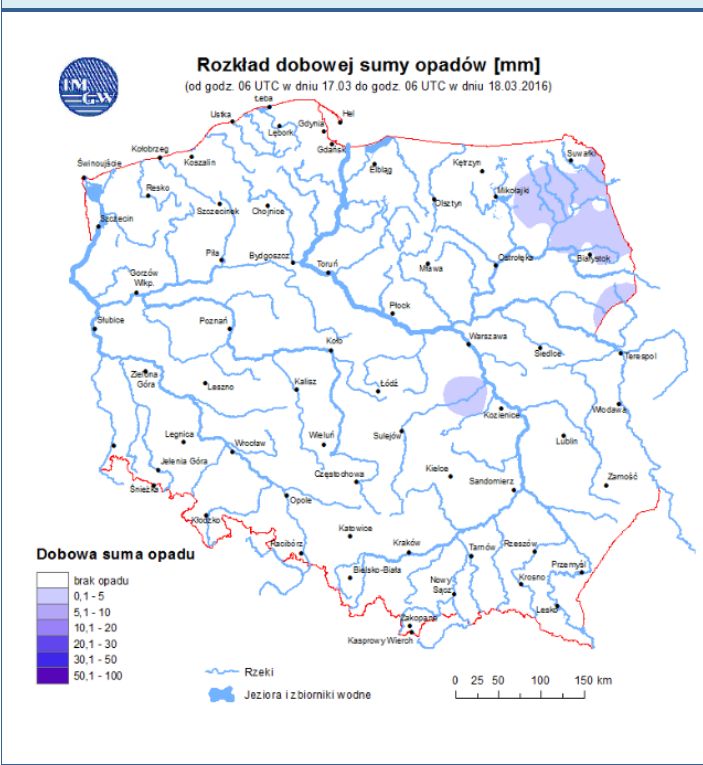 Rozkład dobowej sumy opadów [mm]
(od godz. 06 UTC w dniu 17.03 do godz. 06 UTC w dniu 18.03.2016)
IM
GW
Łeba
Hel
Ustka
Gdynia
Lębork
Gdańsk
Kołobrzeg
Koszalin
Świnoujście
Elbląg
Kętrzyn
Suwałki
Resko
Mikołajki
Szczecinek
Chojnice
Olsztyn
Szczecin
Piła
Bydgoszcz
Toruń
Mława
Ostrołęka
Białystok
Gorzów
Wlkp.
Płock
Słubice
Poznań
Koło
Warszawa
Siedlce
Terespol
Zielona
Góra
Leszno
Kalisz
Łódź
Kozienice
Włodawa
Legnica
Wrocław
Wieluń
Sulejów
Lublin
Jelenia Góra
Częstochowa
Kielce
Sandomierz
Zamość
Śnieżka
Opole
Kłodzko
Katowice
Racibórz
Kraków
Tarnów
Rzeszów
Bielsko-Biała
Nowy
Sącz
Krosno
Przemyśl
Lesko
Zakopane
Kasprowy Wierch
Dobowa suma opadu
brak opadu
0,1 - 5
5,1 - 10
10,1 - 20
20,1 - 30
30,1 - 50
50,1 - 100
Rzeki
Jeziora i zbiorniki wodne
0 25 50 100 150 km